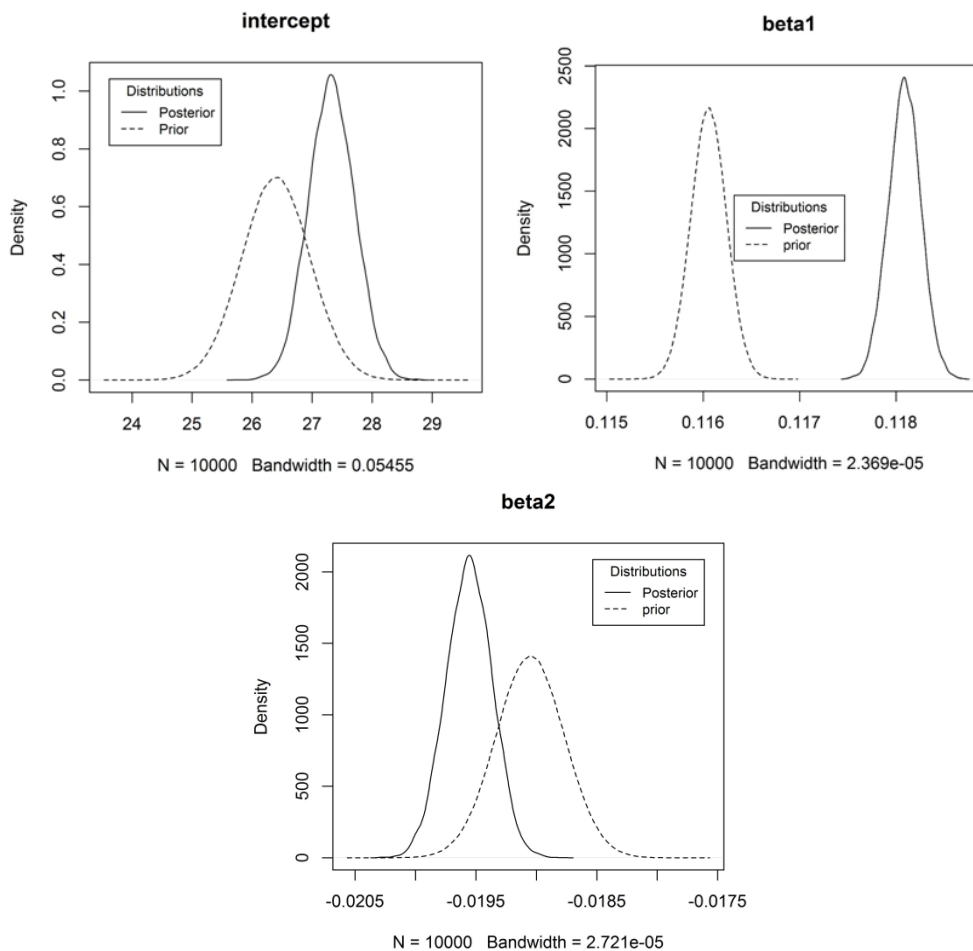 intercept
Density
0.0
0.2
0.4
0.6
0.8
1.0
Distributions
Posterior
Prior
24 25 26 27 28 29
N = 10000 Bandwidth = 0.05455
beta1
Density
0
500
1000
1500
2000
2500
Distributions
Posterior
prior
0.115 0.116 0.117 0.118
N = 10000 Bandwidth = 2.369e-05
beta2
Density
0
500
1000
1500
2000
Distributions
Posterior
prior
-0.0205 -0.0195 -0.0185 -0.0175
N = 10000 Bandwidth = 2.721e-05